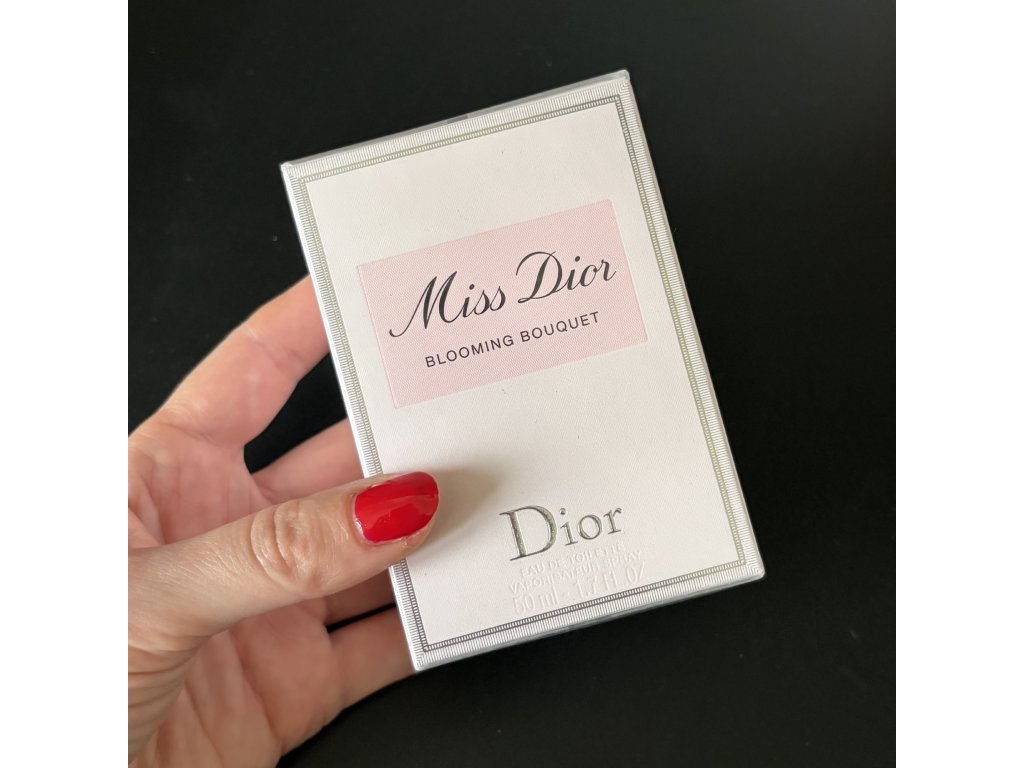 Miss Dior
BLOOMING BOUQUET
Dior
EAU DE TOILETTE
VAPORISATEUR SPRAY
50 ml - 1.7 fl. oz